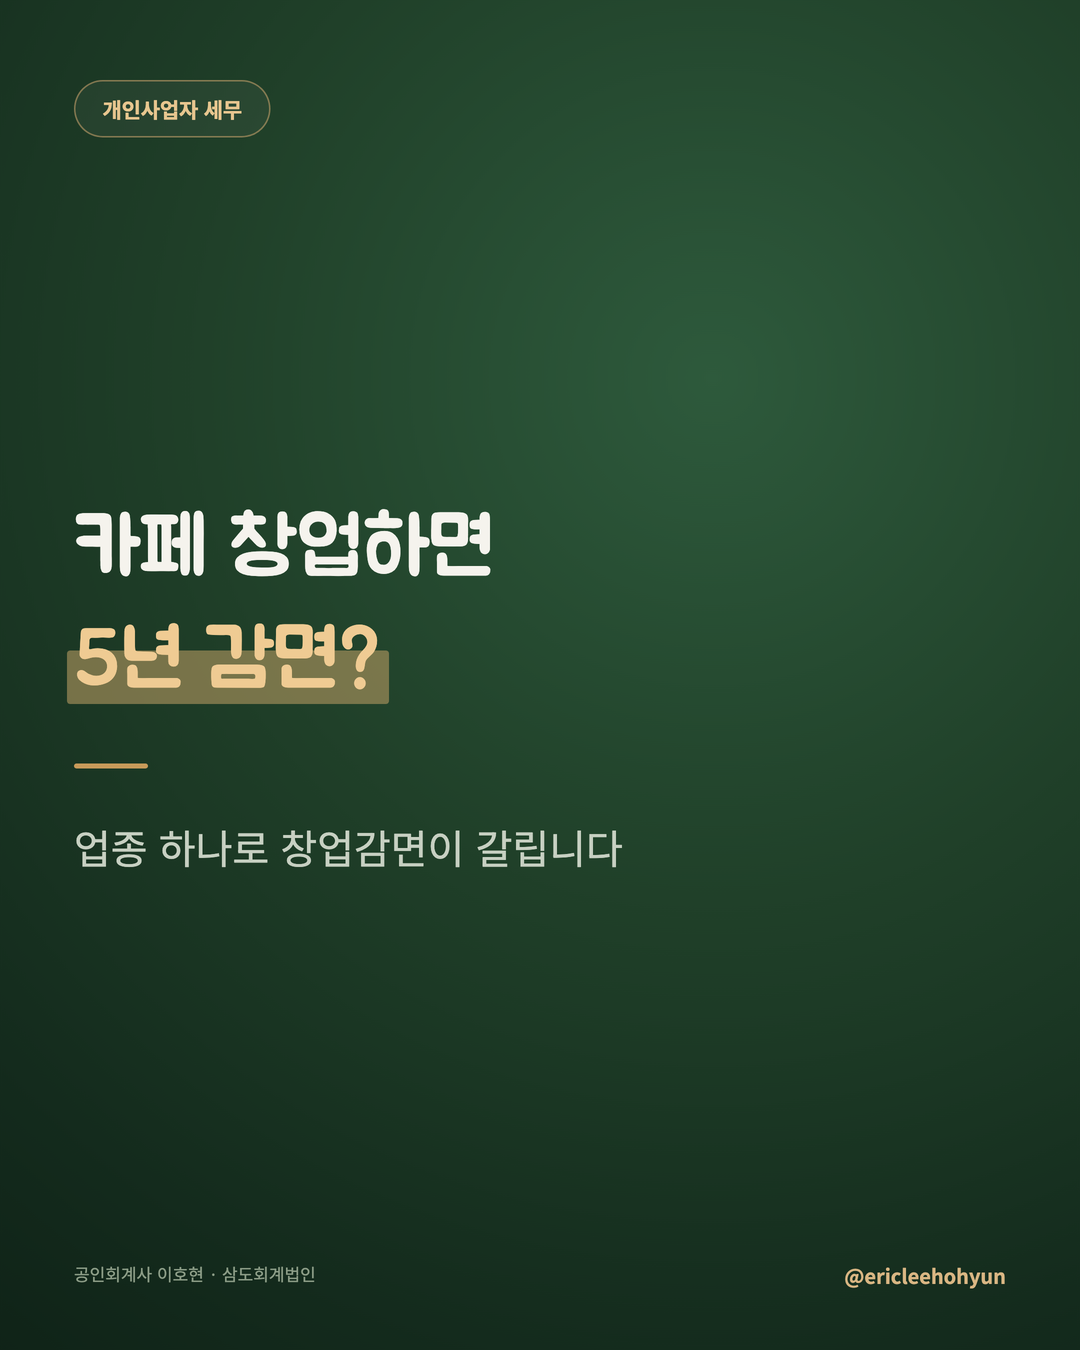 개인사업자 세무
카페 창업하면
5년 감면?
업종 하나로 창업감면이 갈립니다
공인회계사 이호현 · 삼도회계법인
@ericleehohyun